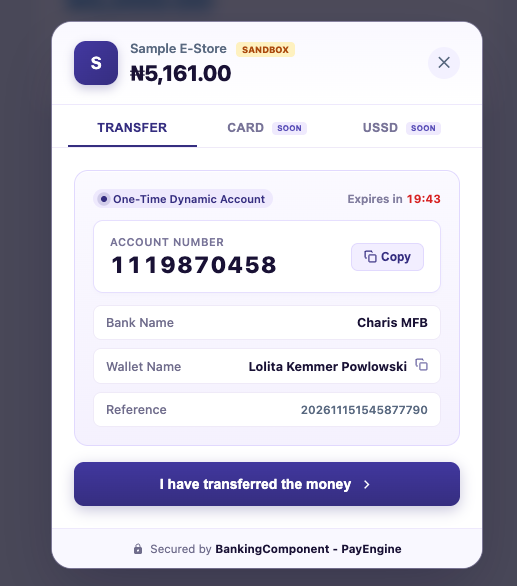 S
Sample E-Store SANDBOX
₦5,161.00
TRANSFER CARD SOON USSD SOON
One-Time Dynamic Account Expires in 19:43
ACCOUNT NUMBER
1119870458
Copy
Bank Name Charis MFB
Wallet Name Lolita Kemmer Powlowski
Reference 202611151545877790
I have transferred the money
Secured by BankingComponent - PayEngine